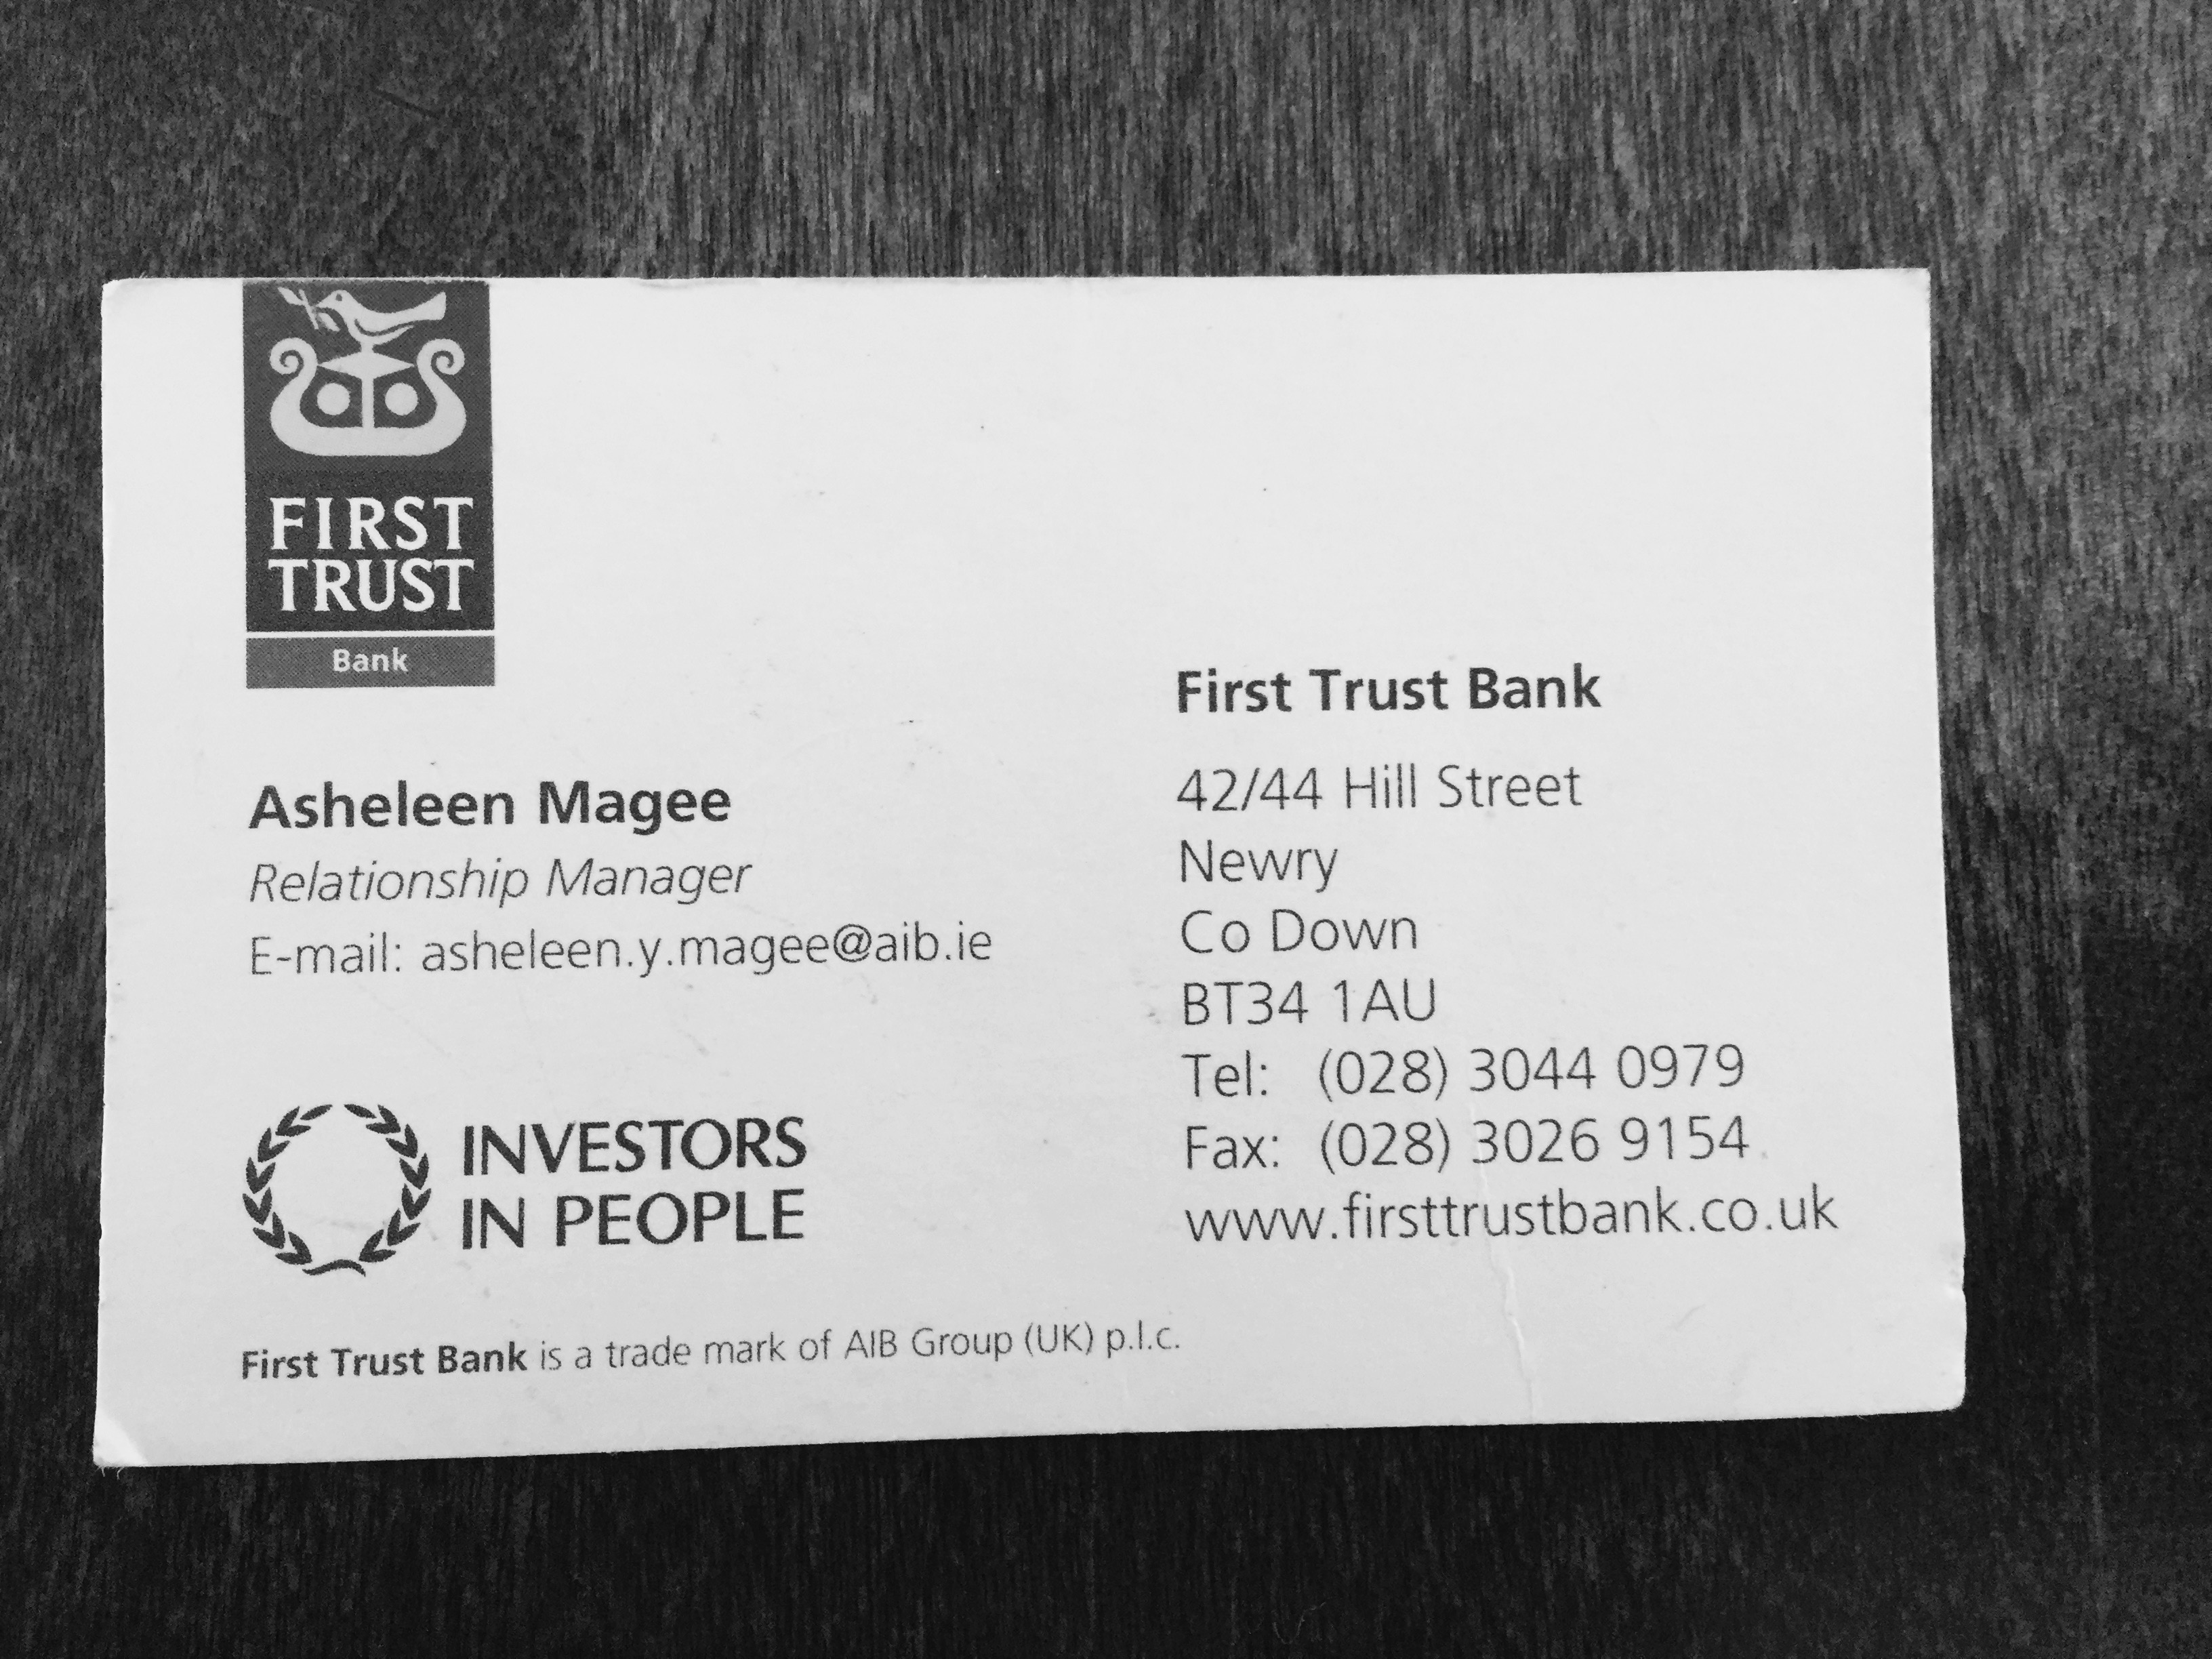 FIRST
TRUST
Bank
Asheleen Magee
Relationship Manager
E-mail: asheleen.y.magee@aib.ie
INVESTORS
IN PEOPLE
First Trust Bank
42/44 Hill Street
Newry
Co Down
BT34 1AU
Tel: (028) 3044 0979
Fax: (028) 3026 9154
www.firsttrustbank.co.uk
First Trust Bank is a trade mark of AIB Group (UK) p.l.c.